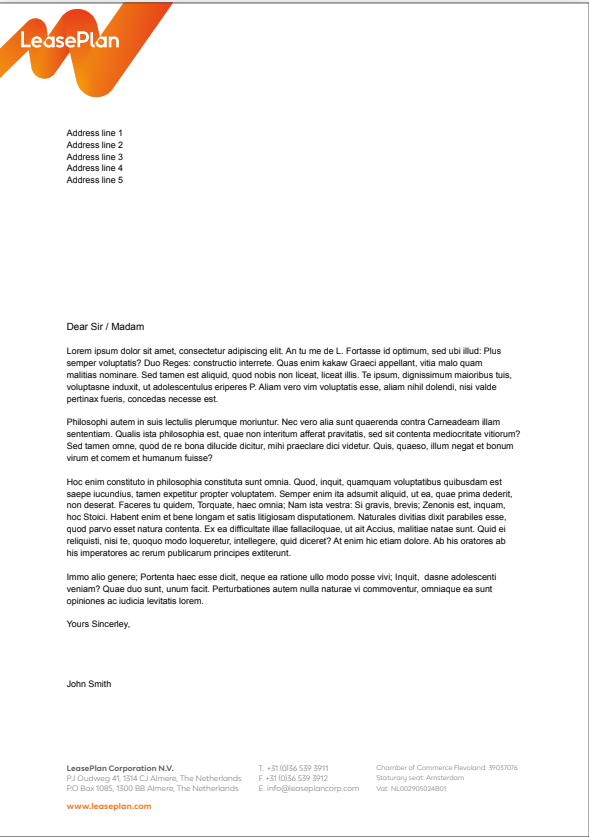 LeasePlan
Address line 1
Address line 2
Address line 3
Address line 4
Address line 5
Dear Sir / Madam
Lorem ipsum dolor sit amet, consectetur adipiscing elit. An tu me de L. Fortasse id optimum, sed ubi illud: Plus
semper voluptatis? Duo Reges: constructio interrete. Quas enim kakaw Graeci appellant, vitia malo quam
malitias nominare. Sed tamen est aliquid, quod nobis non liceat, liceat illis. Te ipsum, dignissimum maioribus tuis,
voluptasne induxit, ut adolescentulus eriperes P. Aliam vero vim voluptatis esse, aliam nihil dolendi, nisi valde
pertinax fueris, concedas necesse est.
Philosophi autem in suis lectulis plerumque moriuntur. Nec vero alia sunt quaerenda contra Carneadeam illam
sententiam. Qualis ista philosophia est, quae non interitum afferat pravitatis, sed sit contenta mediocritate vitiorum?
Sed tamen omne, quod de re bona dilucide dicitur, mihi praeclare dici videtur. Quis, quaeso, illum negat et bonum
virum et comem et humanum fuisse?
Hoc enim constituto in philosophia constituta sunt omnia. Quod, inquit, quamquam voluptatibus quibusdam est
saepe iucundius, tamen expetitur propter voluptatem. Semper enim ita adsumit aliquid, ut ea, quae prima dederit,
non deserat. Faceres tu quidem, Torquate, haec omnia; Nam ista vestra: Si gravis, brevis; Zenonis est, inquam,
hoc Stoici. Habent enim et bene longam et satis litigiosam disputationem. Naturales divitias dixit parabiles esse,
quod parvo esset natura contenta. Ex ea difficultate illae fallaciloquae, ut ait Accius, malitiae natae sunt. Quid ei
reliquisti, nisi te, quoquo modo loqueretur, intellegere, quid diceret? At enim hic etiam dolore. Ab his oratores ab
his imperatores ac rerum publicarum principes extiterunt.
Immo alio genere; Portenta haec esse dicit, neque ea ratione ullo modo posse vivi; Inquit, dasne adolescenti
veniam? Quae duo sunt, unum facit. Perturbationes autem nulla naturae vi commoventur, omniaque ea sunt
opiniones ac iudicia levitatis lorem.
Yours Sincerley,
John Smith
LeasePlan Corporation N.V.
P.J Oudweg 41, 1314 CJ Almere, The Netherlands
P.O Box 1085, 1300 BB Almere, The Netherlands
www.leaseplan.com
T. +31 (0)36 539 3911
F. +31 (0)36 539 3912
E. info@leaseplancorp.com
Chamber of Commerce Flevoland: 39037076
Staturary seat: Amsterdam
Vat: NL002905024B01